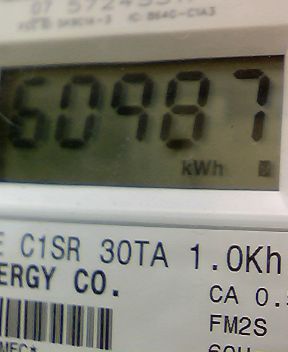 60987
kWh
E C1SR 30TA 1.0Kh
ERGY CO.
CA 0.
FM2S